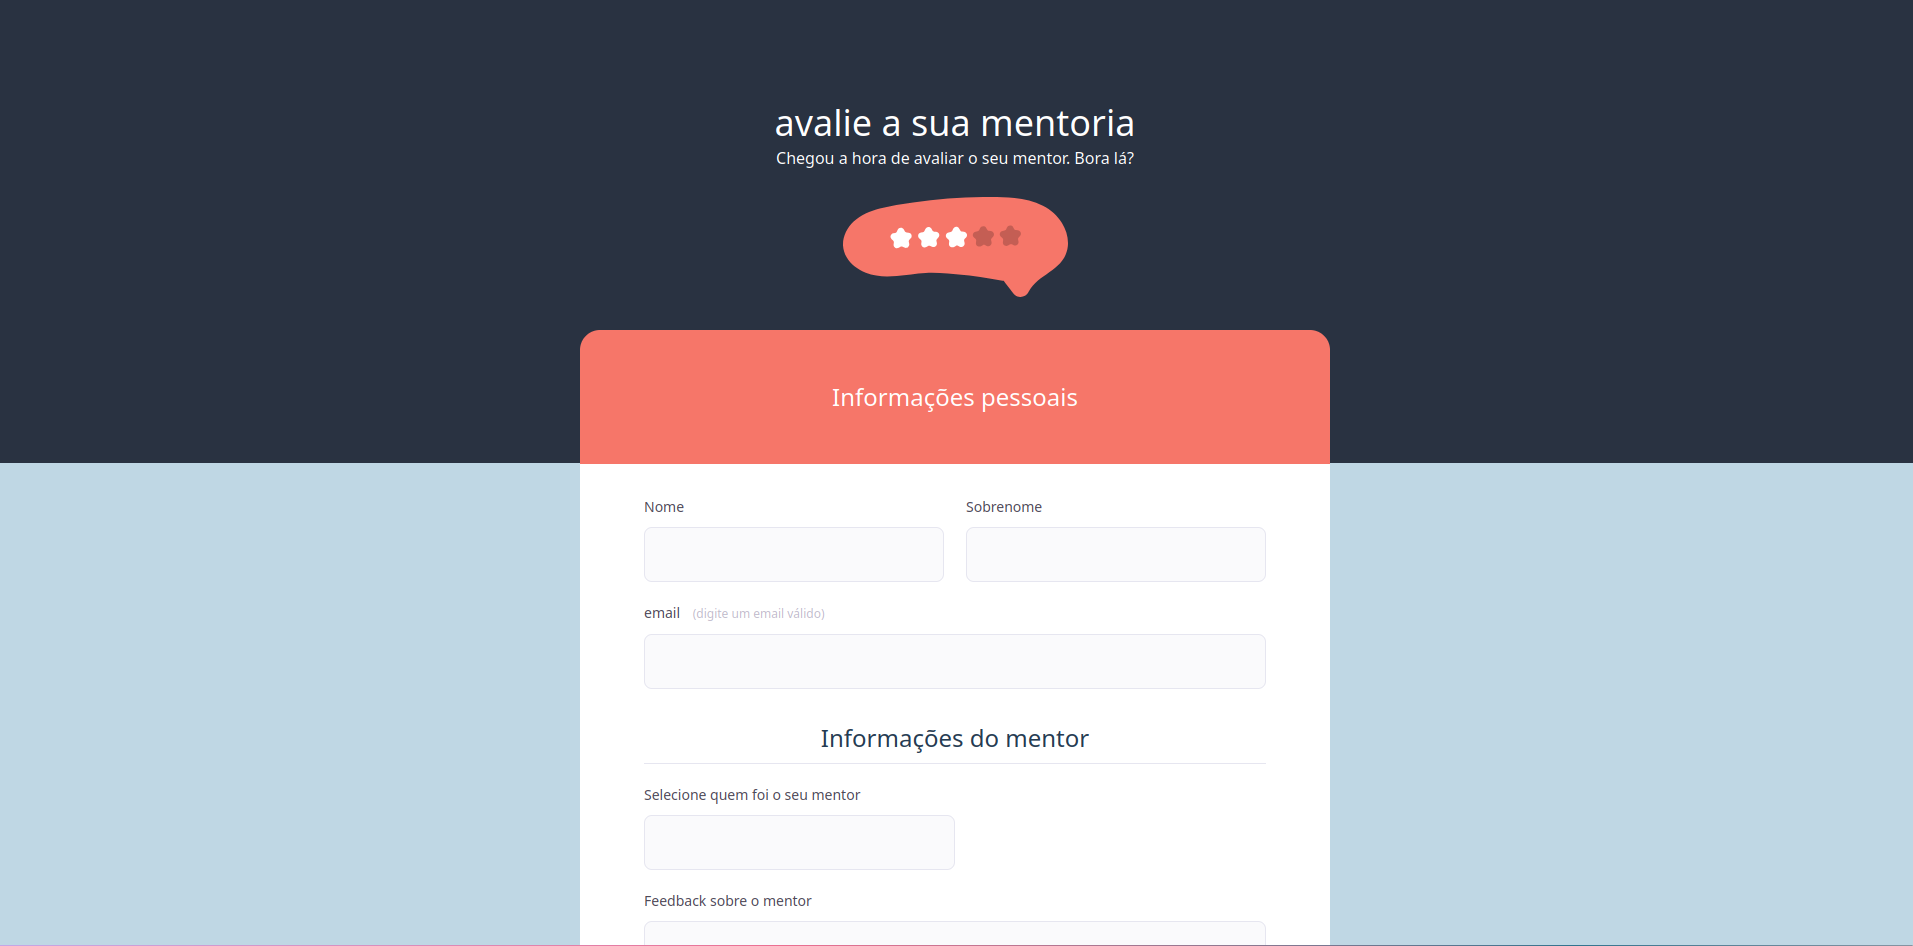 avalie a sua mentoria
Chegou a hora de avaliar o seu mentor. Bora lá?
Informações pessoais
Nome
Sobrenome
email (digite um email válido)
Informações do mentor
Selecione quem foi o seu mentor
Feedback sobre o mentor